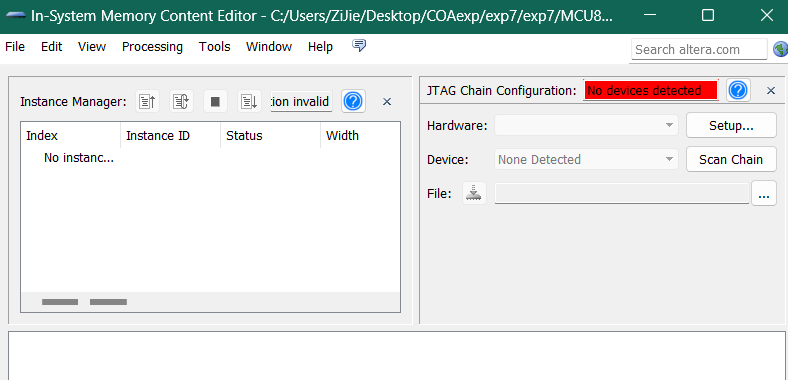 In-System Memory Content Editor - C:/Users/ZiJie/Desktop/COAexp/exp7/exp7/MCU8...
File Edit View Processing Tools Window Help
Search altera.com
Instance Manager: tion invalid
Index Instance ID Status Width
No instanc...
JTAG Chain Configuration: No devices detected
Hardware: Setup...
Device: None Detected Scan Chain
File: ...